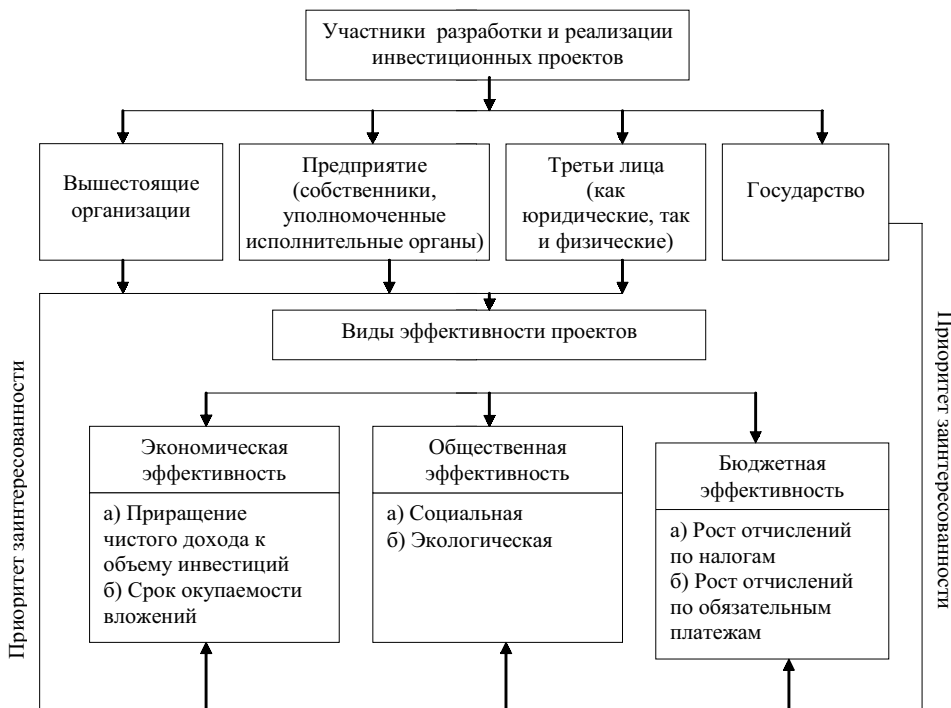 Участники разработки и реализации
инвестиционных проектов
Вышестоящие
организации
Предприятие
(собственники,
уполномоченные
исполнительные органы)
Третьи лица
(как
юридические, так
и физические)
Государство
Виды эффективности проектов
Приоритет заинтересованности
Приоритет заинтересованности
Экономическая
эффективность
а) Приращение
чистого дохода к
объему инвестиций
б) Срок окупаемости
вложений
Общественная
эффективность
а) Социальная
б) Экологическая
Бюджетная
эффективность
а) Рост отчислений
по налогам
б) Рост отчислений
по обязательным
платежам